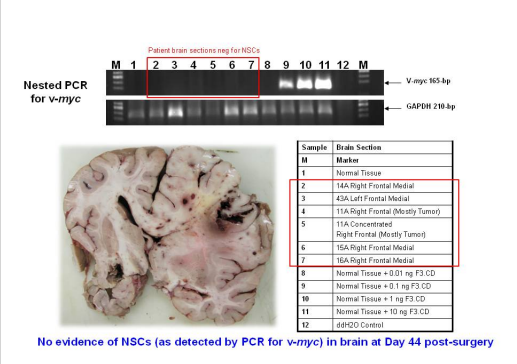 Patient brain sections neg for NSCs
M 1 2 3 4 5 6 7 8 9 10 11 12 M
Nested PCR
for v-myc
V-myc 165-bp
GAPDH 210-bp
Sample Brain Section
M Marker
1 Normal Tissue
2 14A Right Frontal Medial
3 43A Left Frontal Medial
4 11A Right Frontal (Mostly Tumor)
5 11A Concentrated
Right Frontal (Mostly Tumor)
6 15A Right Frontal Medial
7 16A Right Frontal Medial
8 Normal Tissue + 0.01 ng F3.CD
9 Normal Tissue + 0.1 ng F3.CD
10 Normal Tissue + 1 ng F3.CD
11 Normal Tissue + 10 ng F3.CD
12 ddH2O Control
No evidence of NSCs (as detected by PCR for v-myc) in brain at Day 44 post-surgery